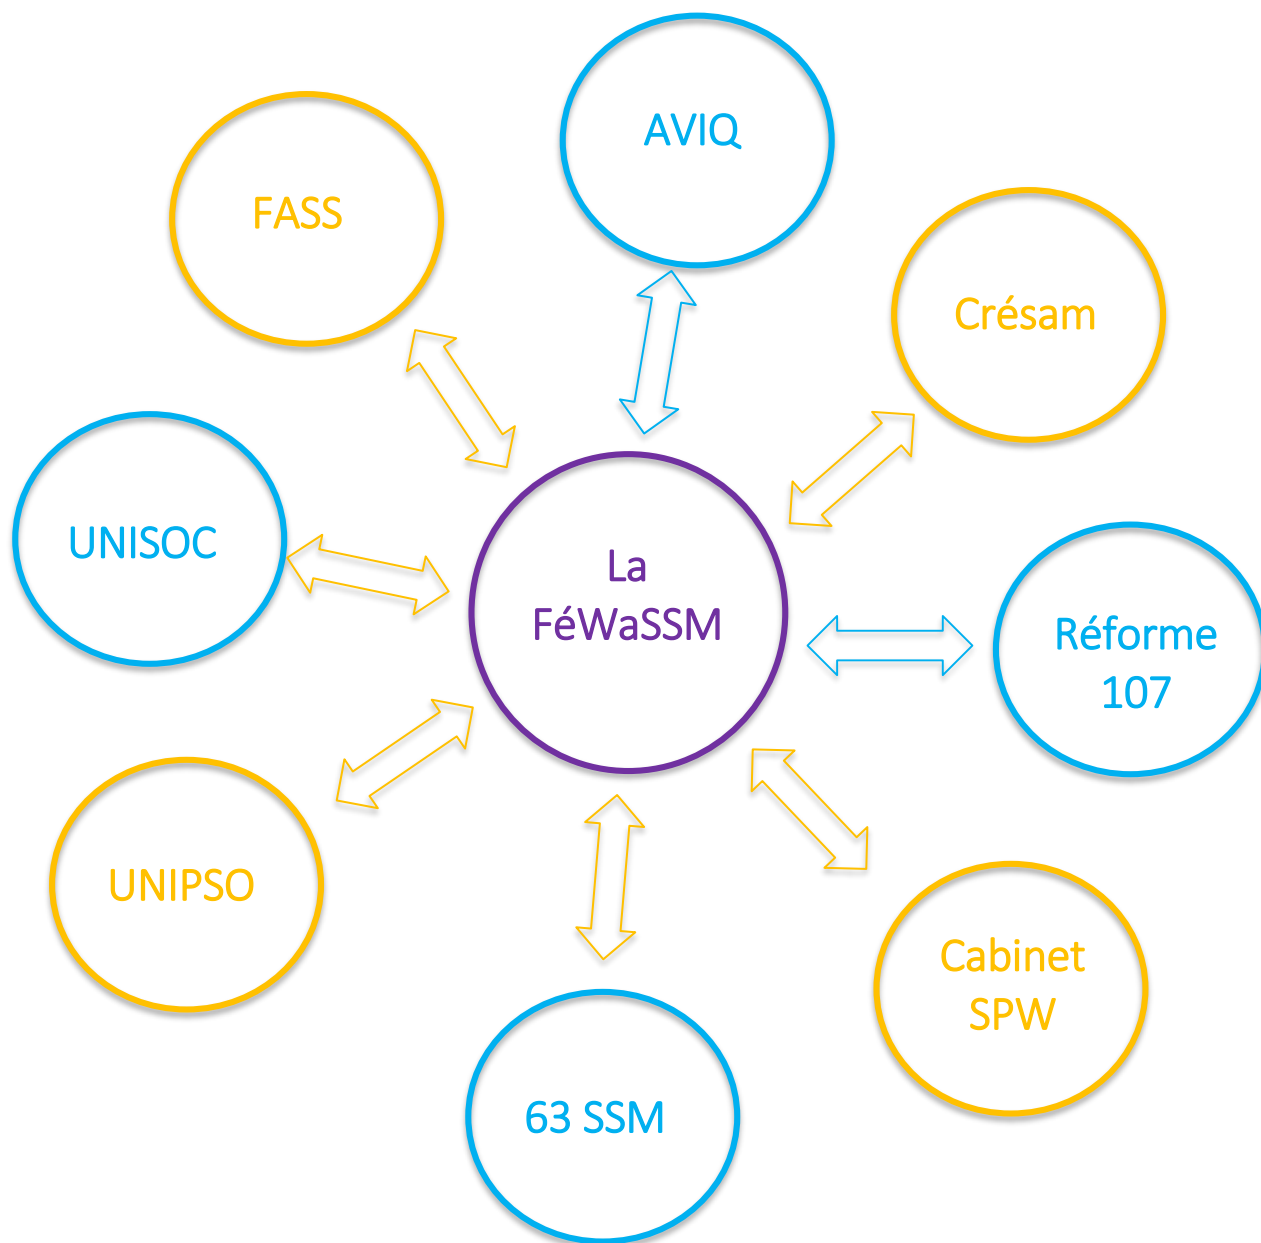 AVIQ
FASS
Crésam
UNISOC
La
FéWaSSM
Réforme
107
UNIPSO
Cabinet
SPW
63 SSM